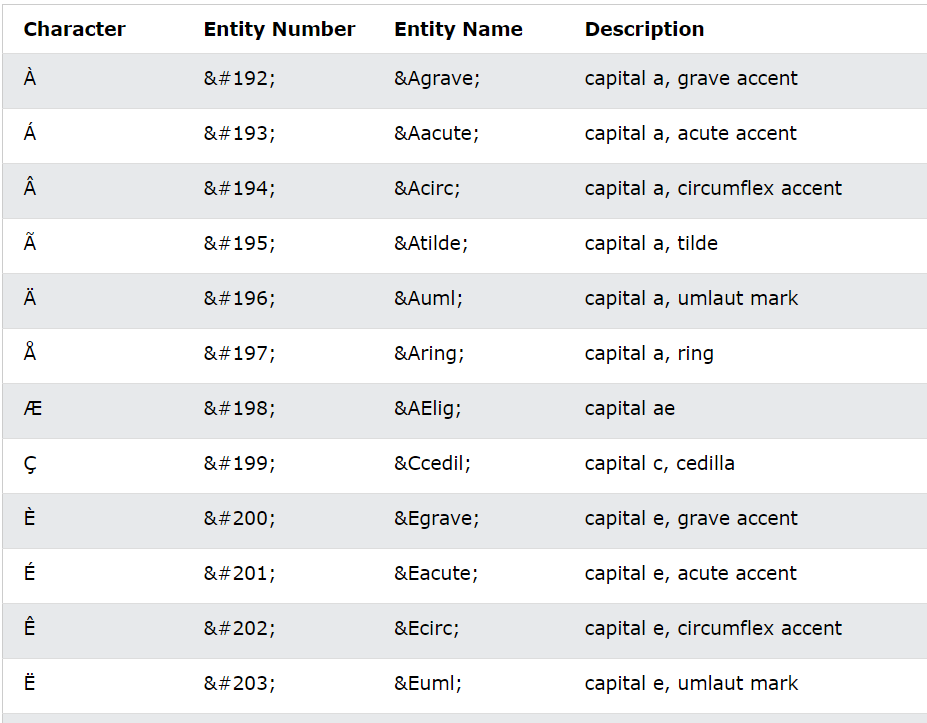 Character Entity Number Entity Name Description
À &#192; &Agrave; capital a, grave accent
Á &#193; &Aacute; capital a, acute accent
Â &#194; &Acirc; capital a, circumflex accent
Ã &#195; &Atilde; capital a, tilde
Ä &#196; &Auml; capital a, umlaut mark
Å &#197; &Aring; capital a, ring
Æ &#198; &AElig; capital ae
Ç &#199; &Ccedil; capital c, cedilla
È &#200; &Egrave; capital e, grave accent
É &#201; &Eacute; capital e, acute accent
Ê &#202; &Ecirc; capital e, circumflex accent
Ë &#203; &Euml; capital e, umlaut mark